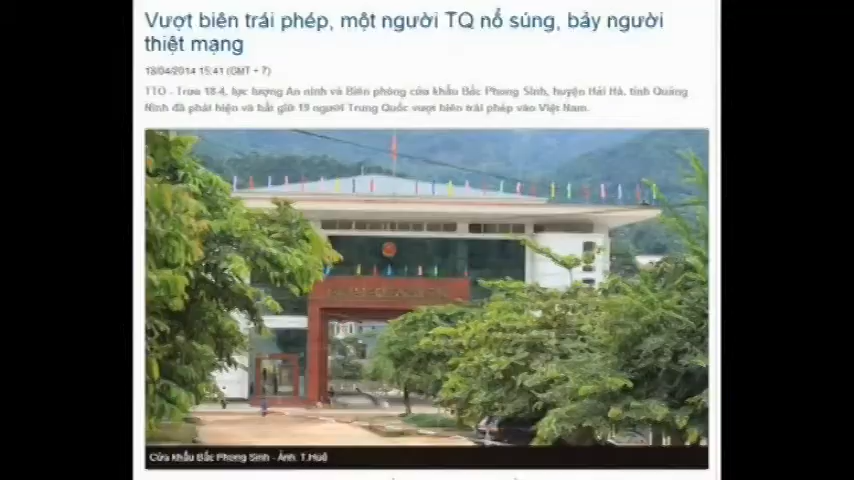 Vượt biên trái phép, một người TQ nổ súng, bảy người
thiệt mạng
18/04/2014 15:41 (GMT + 7)
TTO - Trưa 18-4, lực lượng An ninh và Biên phòng cửa khẩu Bắc Phong Sinh, huyện Hải Hà, tỉnh Quảng
Ninh đã phát hiện và bắt giữ 19 người Trung Quốc vượt biên trái phép vào Việt Nam.
Cửa khẩu Bắc Phong Sinh - Ảnh: T.Huệ